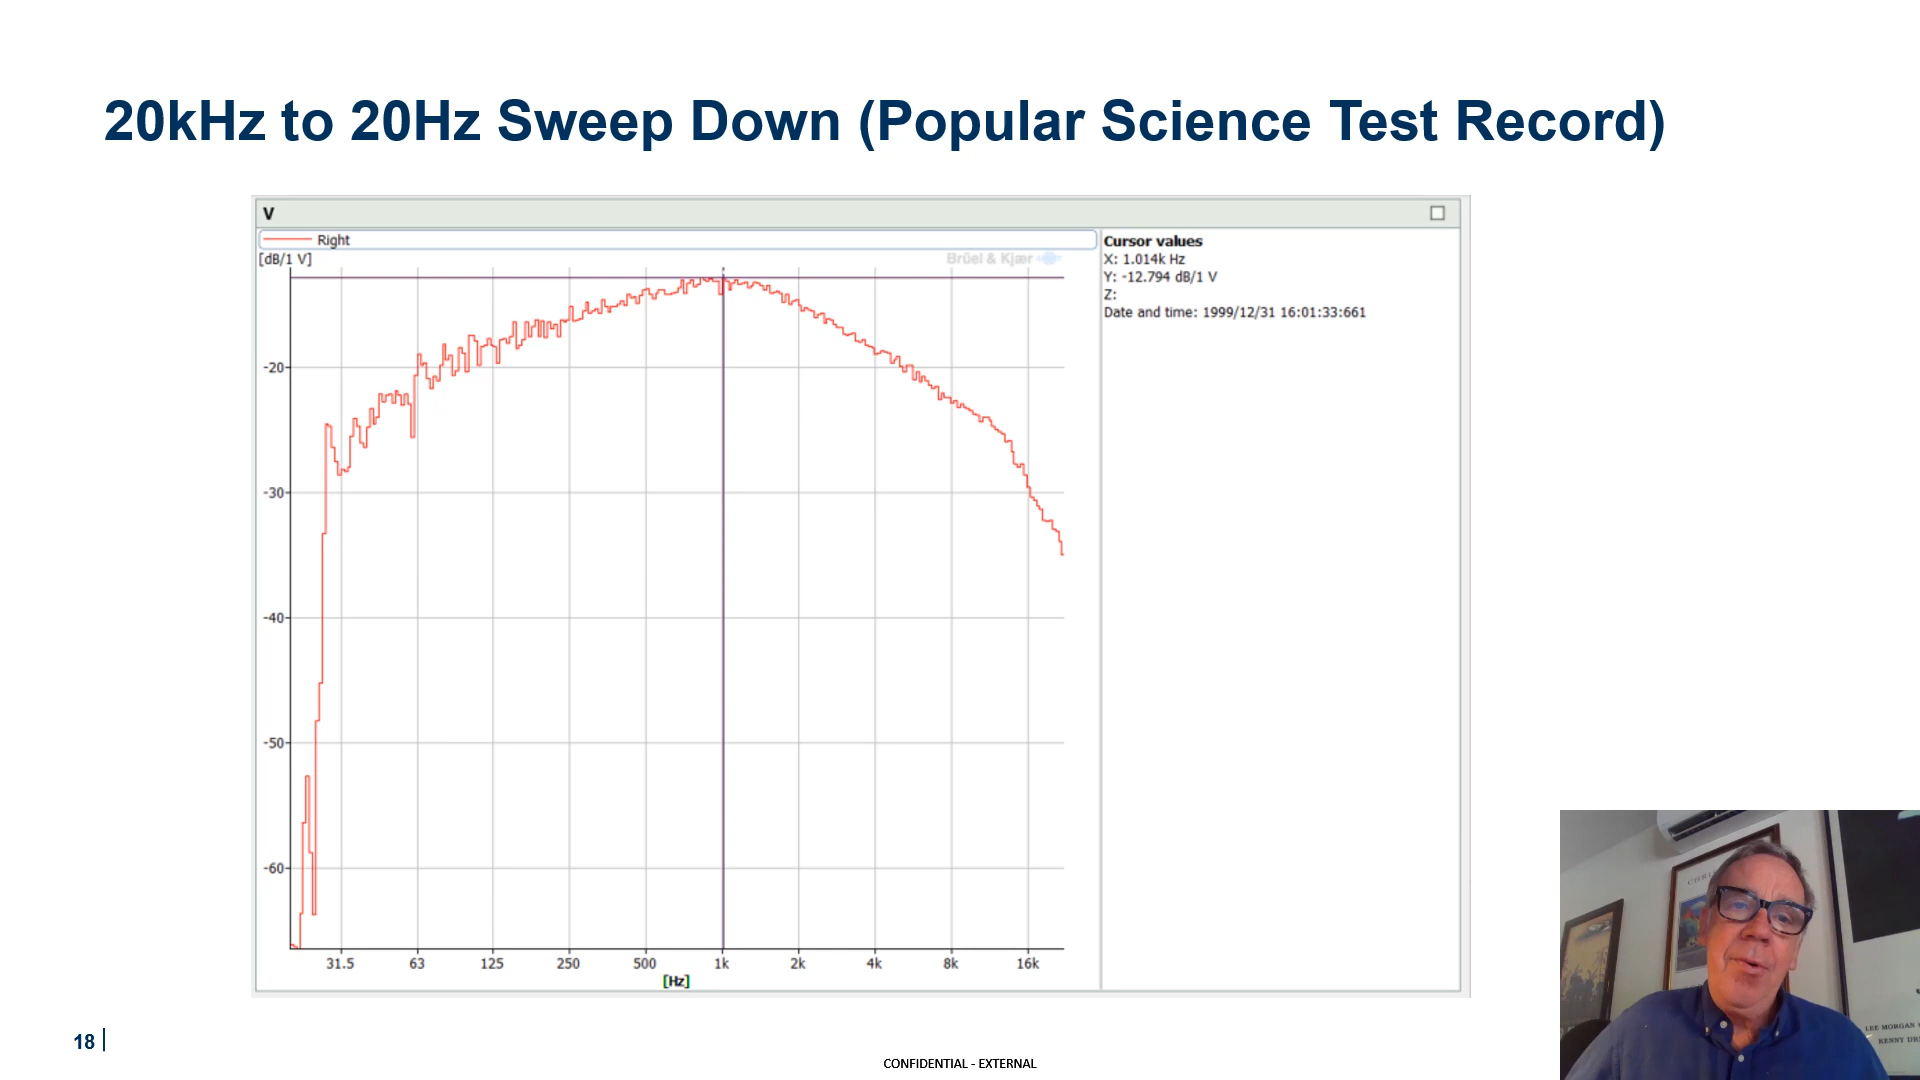 20kHz to 20Hz Sweep Down (Popular Science Test Record)
V
Right
[dB/1 V]
Brüel & Kjær
Cursor values
X: 1.014k Hz
Y: -12.794 dB/1 V
Z:
Date and time: 1999/12/31 16:01:33:661
-20
-30
-40
-50
-60
31.5 63 125 250 500 1k 2k 4k 8k 16k
[Hz]
LEE MORGAN
18
CONFIDENTIAL - EXTERNAL